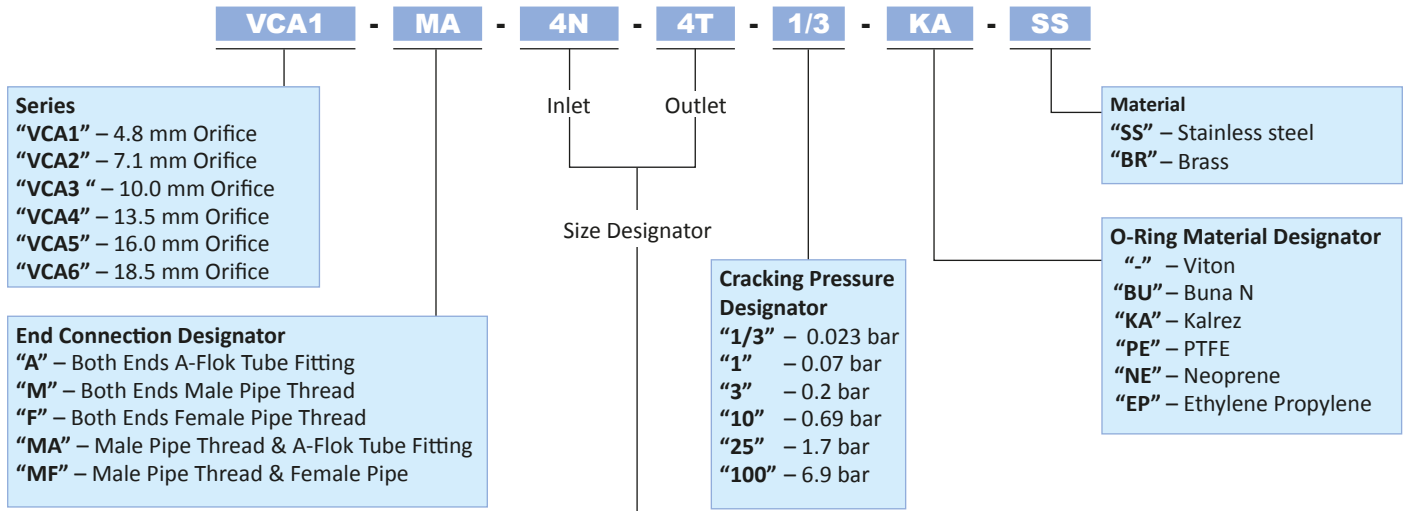 VCA1 - MA - 4N - 4T - 1/3 - KA - SS
Series
“VCA1” – 4.8 mm Orifice
“VCA2” – 7.1 mm Orifice
“VCA3 “ – 10.0 mm Orifice
“VCA4” – 13.5 mm Orifice
“VCA5” – 16.0 mm Orifice
“VCA6” – 18.5 mm Orifice
End Connection Designator
“A” – Both Ends A-Flok Tube Fitting
“M” – Both Ends Male Pipe Thread
“F” – Both Ends Female Pipe Thread
“MA” – Male Pipe Thread & A-Flok Tube Fitting
“MF” – Male Pipe Thread & Female Pipe
Inlet
Outlet
Size Designator
Cracking Pressure
Designator
“1/3” – 0.023 bar
“1” – 0.07 bar
“3” – 0.2 bar
“10” – 0.69 bar
“25” – 1.7 bar
“100” – 6.9 bar
Material
“SS” – Stainless steel
“BR” – Brass
O-Ring Material Designator
“-” – Viton
“BU” – Buna N
“KA” – Kalrez
“PE” – PTFE
“NE” – Neoprene
“EP” – Ethylene Propylene